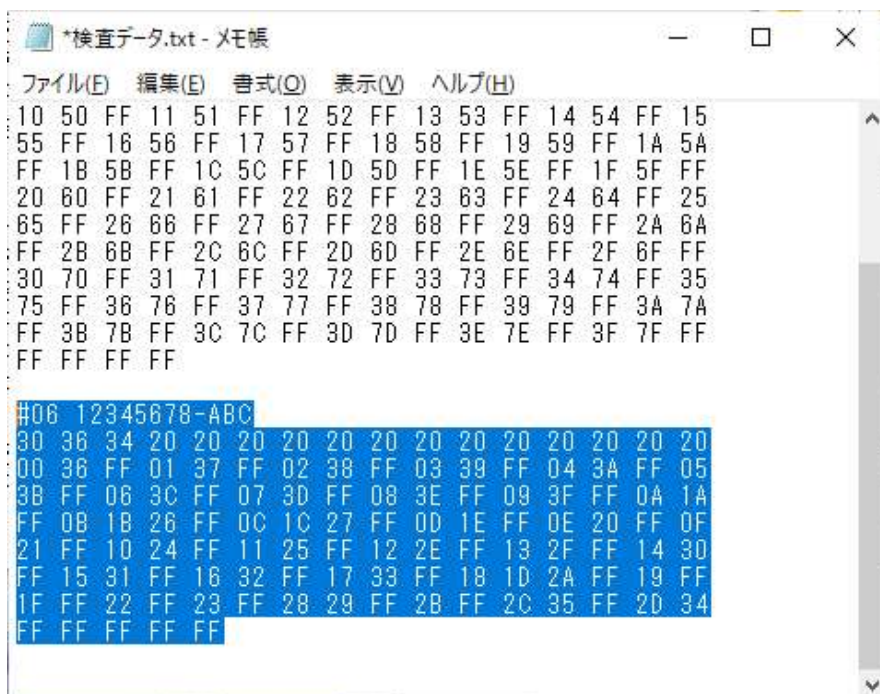 *検査データ.txt - メモ帳
ファイル(F) 編集(E) 書式(O) 表示(V) ヘルプ(H)
10 50 FF 11 51 FF 12 52 FF 13 53 FF 14 54 FF 15
55 FF 16 56 FF 17 57 FF 18 58 FF 19 59 FF 1A 5A
FF 1B 5B FF 1C 5C FF 1D 5D FF 1E 5E FF 1F 5F FF
20 60 FF 21 61 FF 22 62 FF 23 63 FF 24 64 FF 25
65 FF 26 66 FF 27 67 FF 28 68 FF 29 69 FF 2A 6A
FF 2B 6B FF 2C 6C FF 2D 6D FF 2E 6E FF 2F 6F FF
30 70 FF 31 71 FF 32 72 FF 33 73 FF 34 74 FF 35
75 FF 36 76 FF 37 77 FF 38 78 FF 39 79 FF 3A 7A
FF 3B 7B FF 3C 7C FF 3D 7D FF 3E 7E FF 3F 7F FF
FF FF FF FF
#06 12345678-ABC
30 36 34 20 20 20 20 20 20 20 20 20 20 20 20 20
00 36 FF 01 37 FF 02 38 FF 03 39 FF 04 3A FF 05
3B FF 06 3C FF 07 3D FF 08 3E FF 09 3F FF 0A 1A
FF 0B 1B 26 FF 0C 1C 27 FF 0D 1E FF 0E 20 FF 0F
21 FF 10 24 FF 11 25 FF 12 2E FF 13 2F FF 14 30
FF 15 31 FF 16 32 FF 17 33 FF 18 1D 2A FF 19 FF
1F FF 22 FF 23 FF 28 29 FF 2B FF 2C 35 FF 2D 34
FF FF FF FF FF